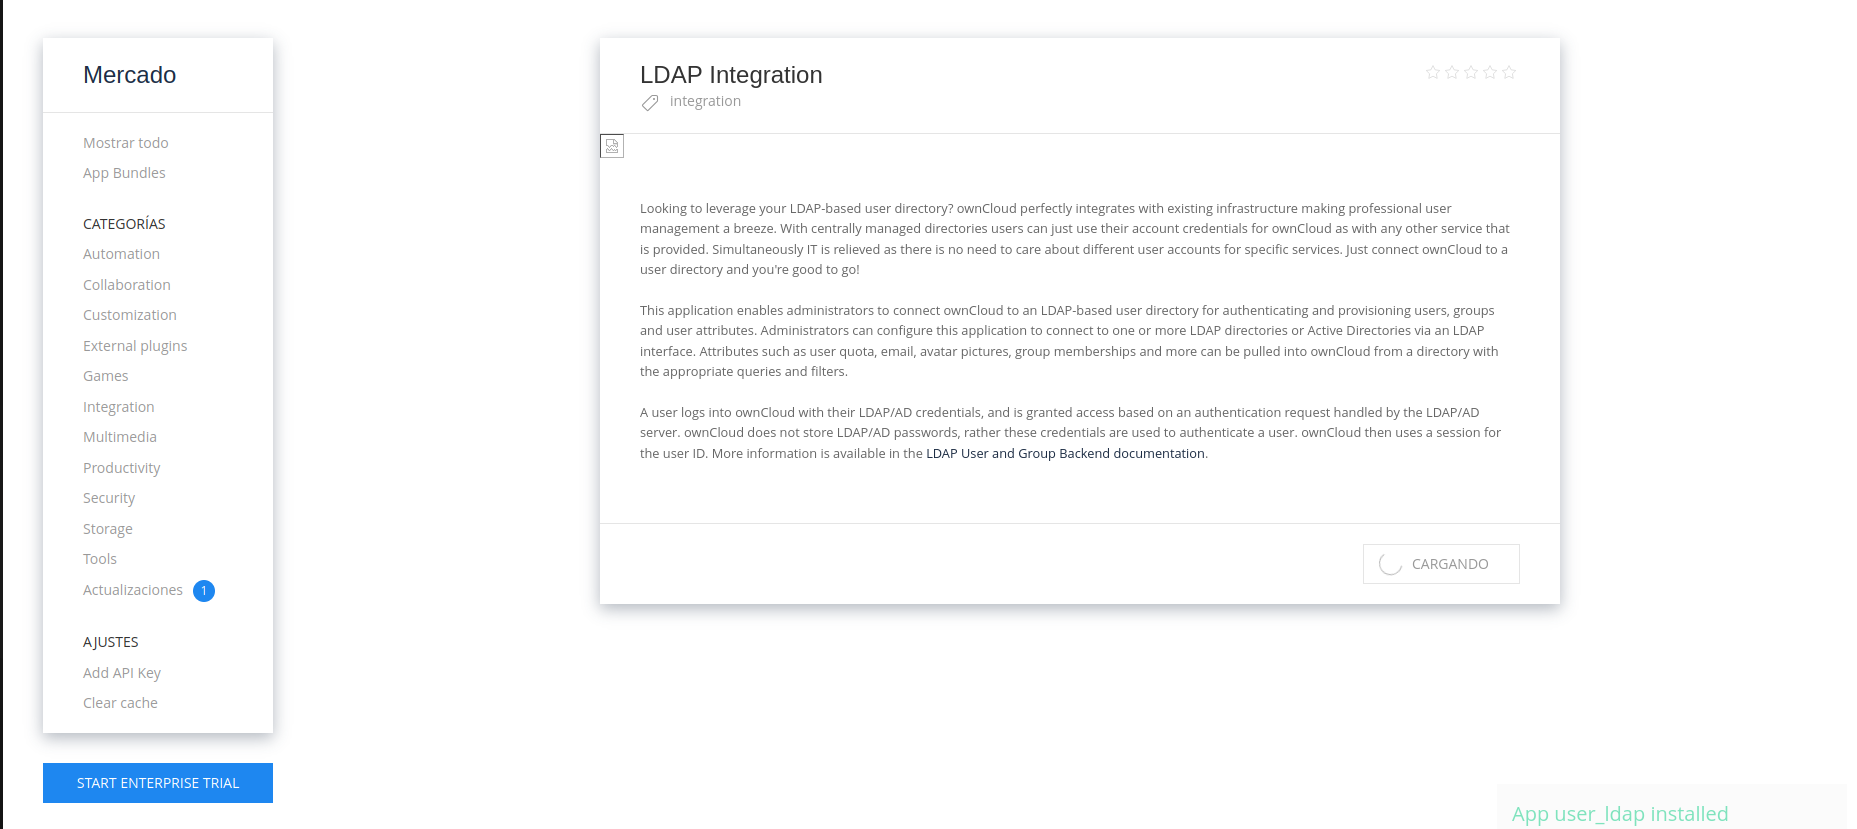 Mercado
Mostrar todo
App Bundles
CATEGORÍAS
Automation
Collaboration
Customization
External plugins
Games
Integration
Multimedia
Productivity
Security
Storage
Tools
Actualizaciones 1
AJUSTES
Add API Key
Clear cache
START ENTERPRISE TRIAL
LDAP Integration
integration
Looking to leverage your LDAP-based user directory? ownCloud perfectly integrates with existing infrastructure making professional user
management a breeze. With centrally managed directories users can just use their account credentials for ownCloud as with any other service that
is provided. Simultaneously IT is relieved as there is no need to care about different user accounts for specific services. Just connect ownCloud to a
user directory and you're good to go!
This application enables administrators to connect ownCloud to an LDAP-based user directory for authenticating and provisioning users, groups
and user attributes. Administrators can configure this application to connect to one or more LDAP directories or Active Directories via an LDAP
interface. Attributes such as user quota, email, avatar pictures, group memberships and more can be pulled into ownCloud from a directory with
the appropriate queries and filters.
A user logs into ownCloud with their LDAP/AD credentials, and is granted access based on an authentication request handled by the LDAP/AD
server. ownCloud does not store LDAP/AD passwords, rather these credentials are used to authenticate a user. ownCloud then uses a session for
the user ID. More information is available in the LDAP User and Group Backend documentation.
CARGANDO
App user_ldap installed